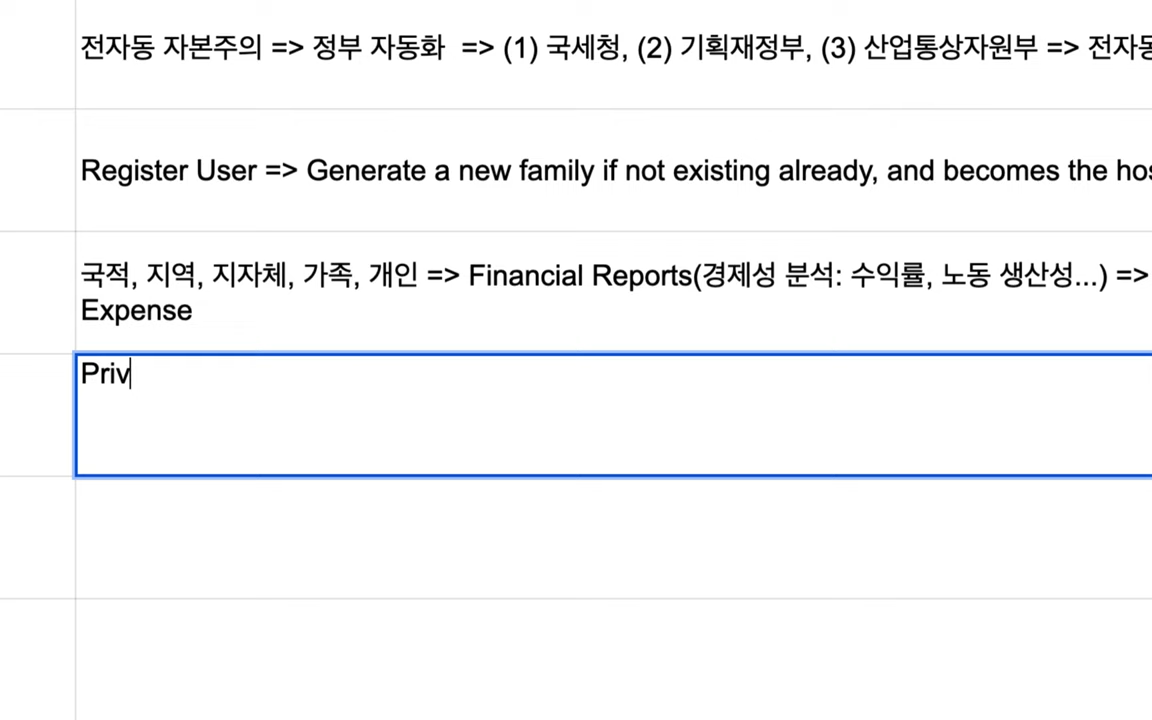 전자동 자본주의 => 정부 자동화 => (1) 국세청, (2) 기획재정부, (3) 산업통상자원부 => 전자동
Register User => Generate a new family if not existing already, and becomes the
국적, 지역, 지자체, 가족, 개인 => Financial Reports(경제성 분석: 수익률, 노동 생산성...) =>
Expense
Priv